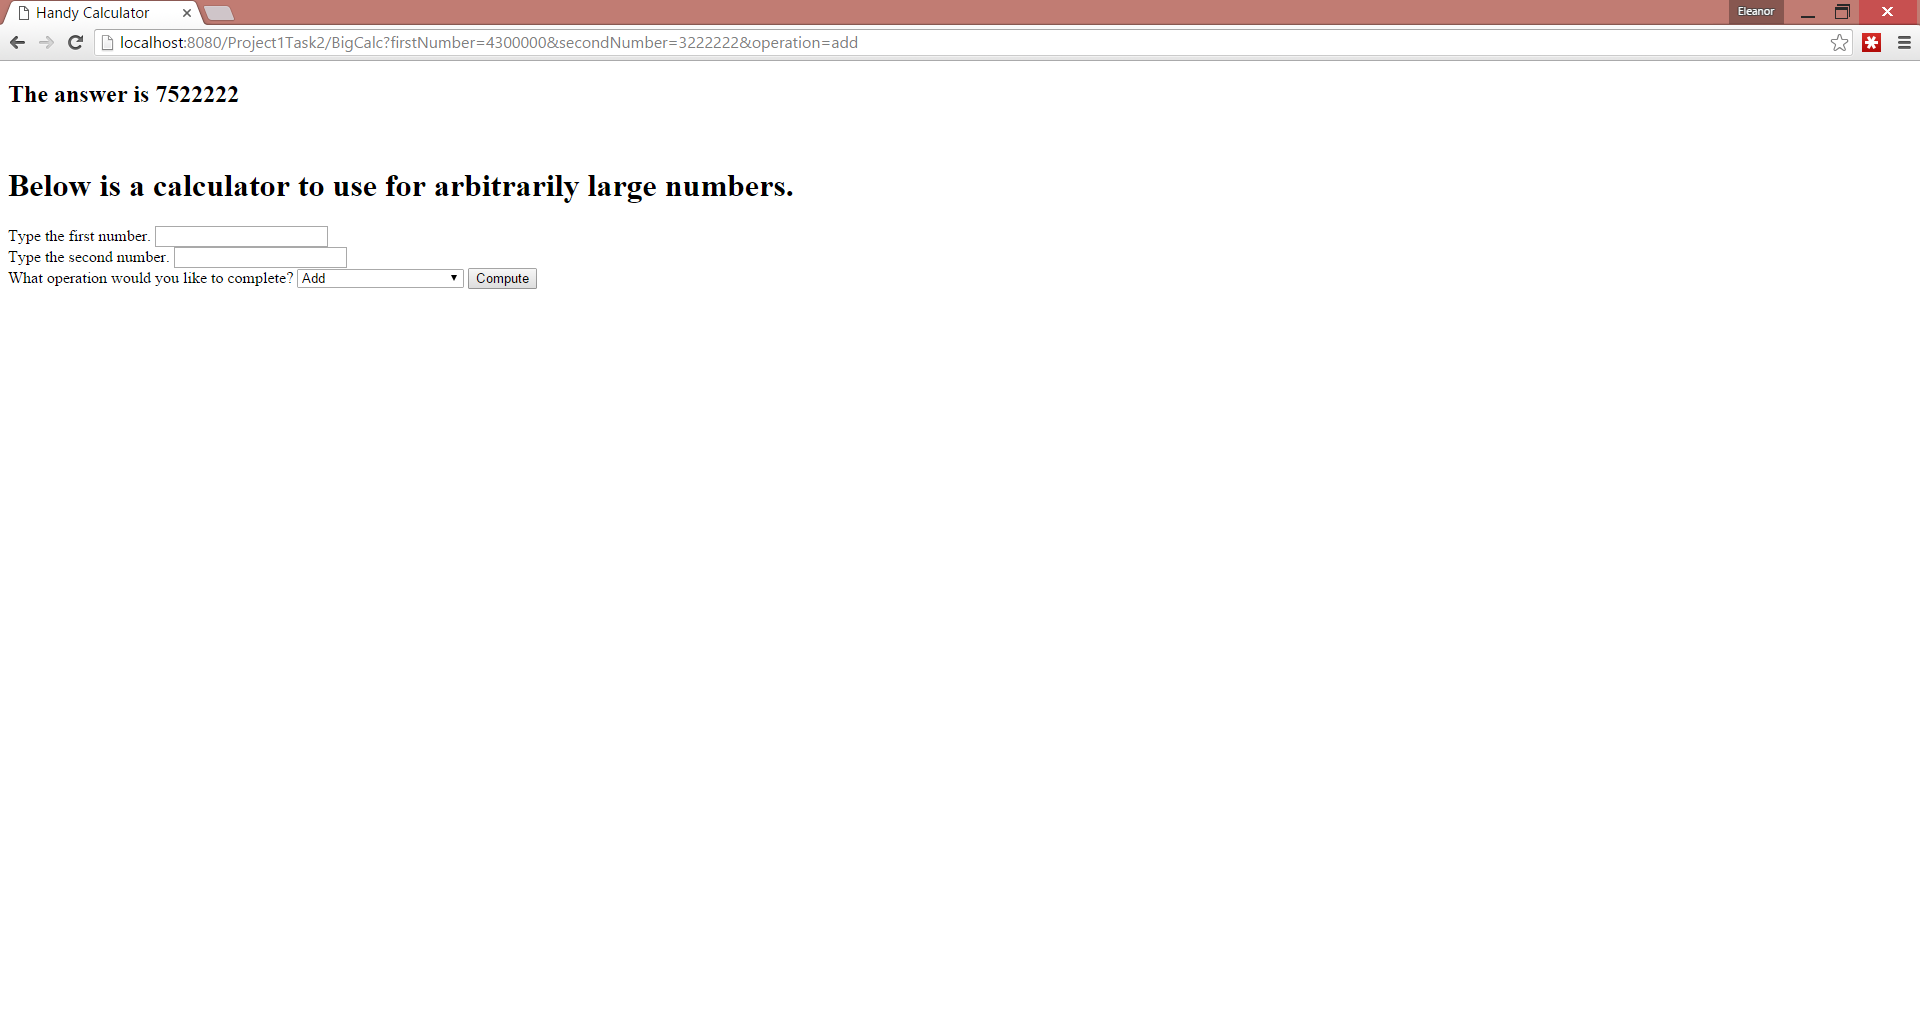 Handy Calculator
Eleanor
localhost:8080/Project1Task2/BigCalc?firstNumber=4300000&secondNumber=3222222&operation=add
The answer is 7522222
Below is a calculator to use for arbitrarily large numbers.
Type the first number.
Type the second number.
What operation would you like to complete? Add Compute